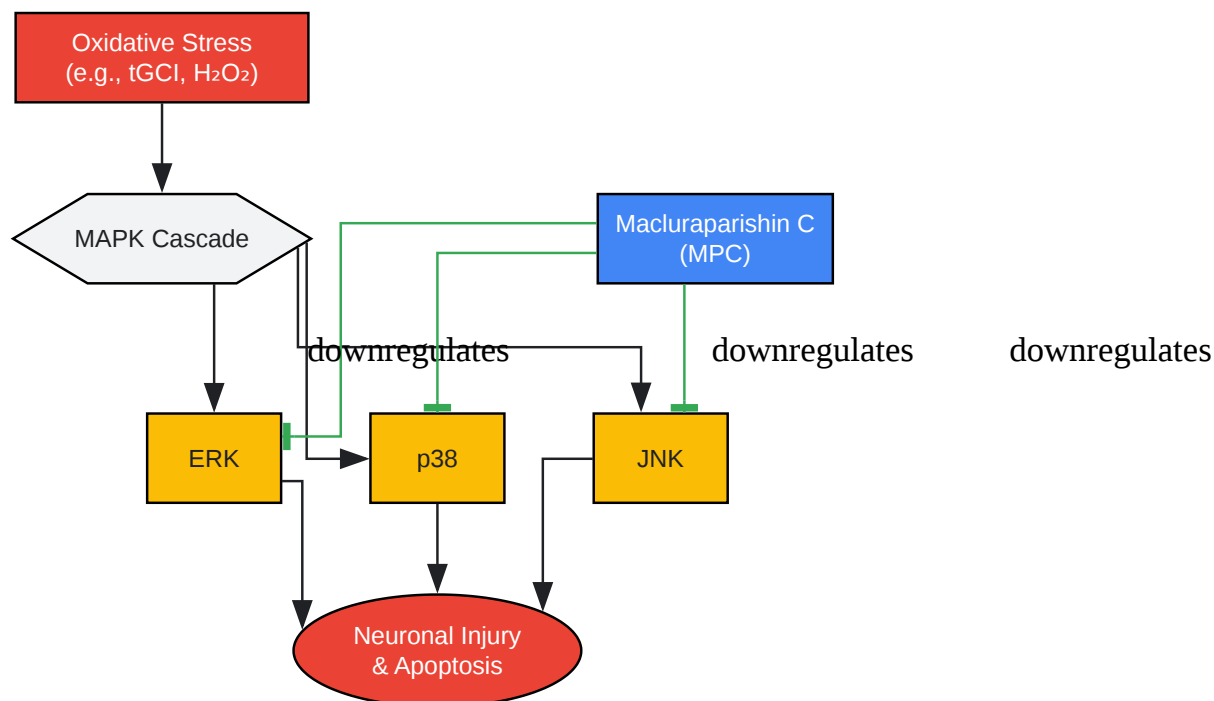 Oxidative Stress
(e.g., tGCI, H₂O₂)
MAPK Cascade
Macluraparishin C
(MPC)
downregulates
downregulates
downregulates
ERK
p38
JNK
Neuronal Injury
& Apoptosis